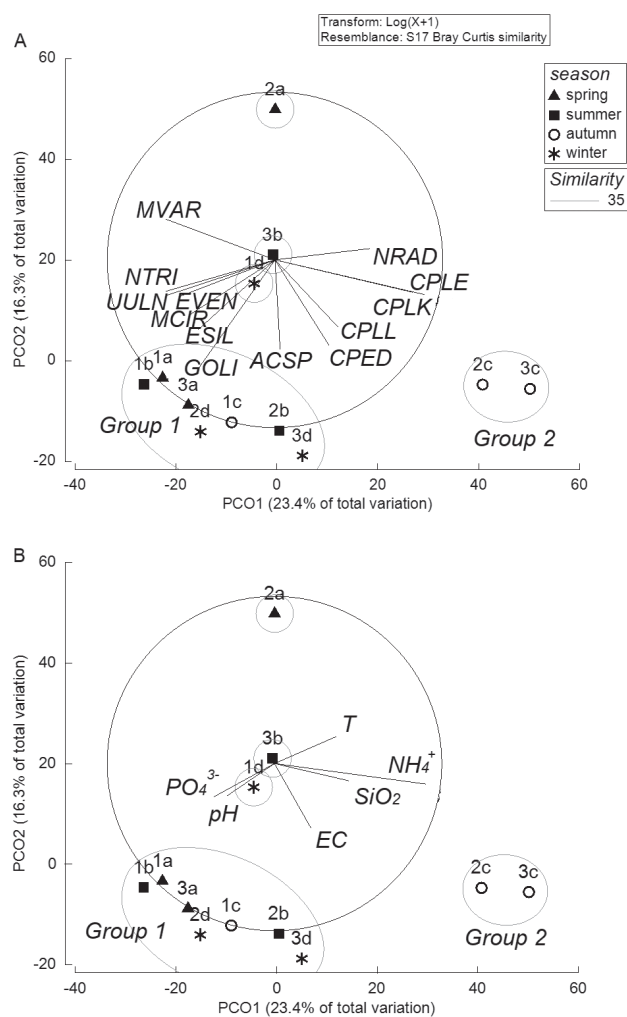 Transform: Log(X+1)
Resemblance: S17 Bray Curtis similarity
A
season
spring
summer
autumn
winter
Similarity
35
PCO2 (16.3% of total variation)
60
40
20
0
-20
2a
MVAR
3b
1d
NRAD
NTRI
CPLE
UULN EVEN
CPLK
MCIR
CPLL
ESIL
ACSP
CPED
GOLI
1b
1a
3a
2d
1c
2b
3d
Group 1
2c
3c
Group 2
-40
-20
0
20
40
60
PCO1 (23.4% of total variation)
B
PCO2 (16.3% of total variation)
60
40
20
0
-20
2a
T
3b
1d
NH₄⁺
PO₄³⁻
SiO₂
pH
EC
1b
1a
3a
2d
1c
2b
3d
Group 1
2c
3c
Group 2
-40
-20
0
20
40
60
PCO1 (23.4% of total variation)